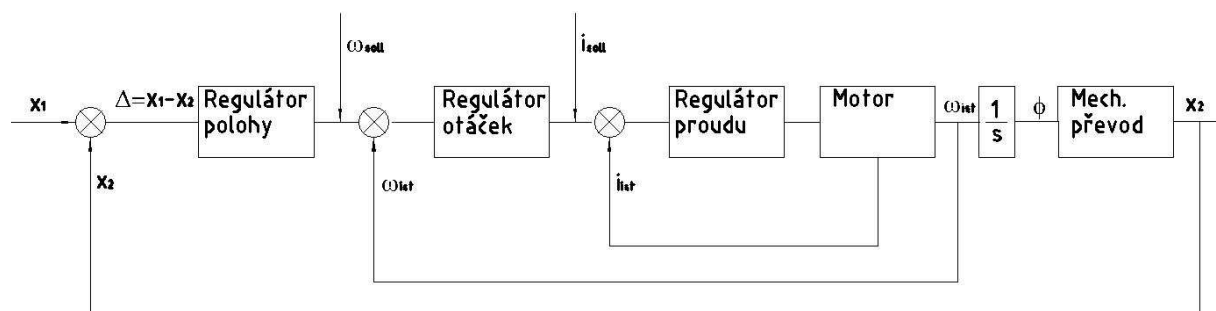 ωsoll
isoll
x1
Δ=x1-x2
Regulátor
polohy
Regulátor
otáček
Regulátor
proudu
Motor
ωist
1
s
ϕ
Mech.
převod
x2
x2
ωist
iist